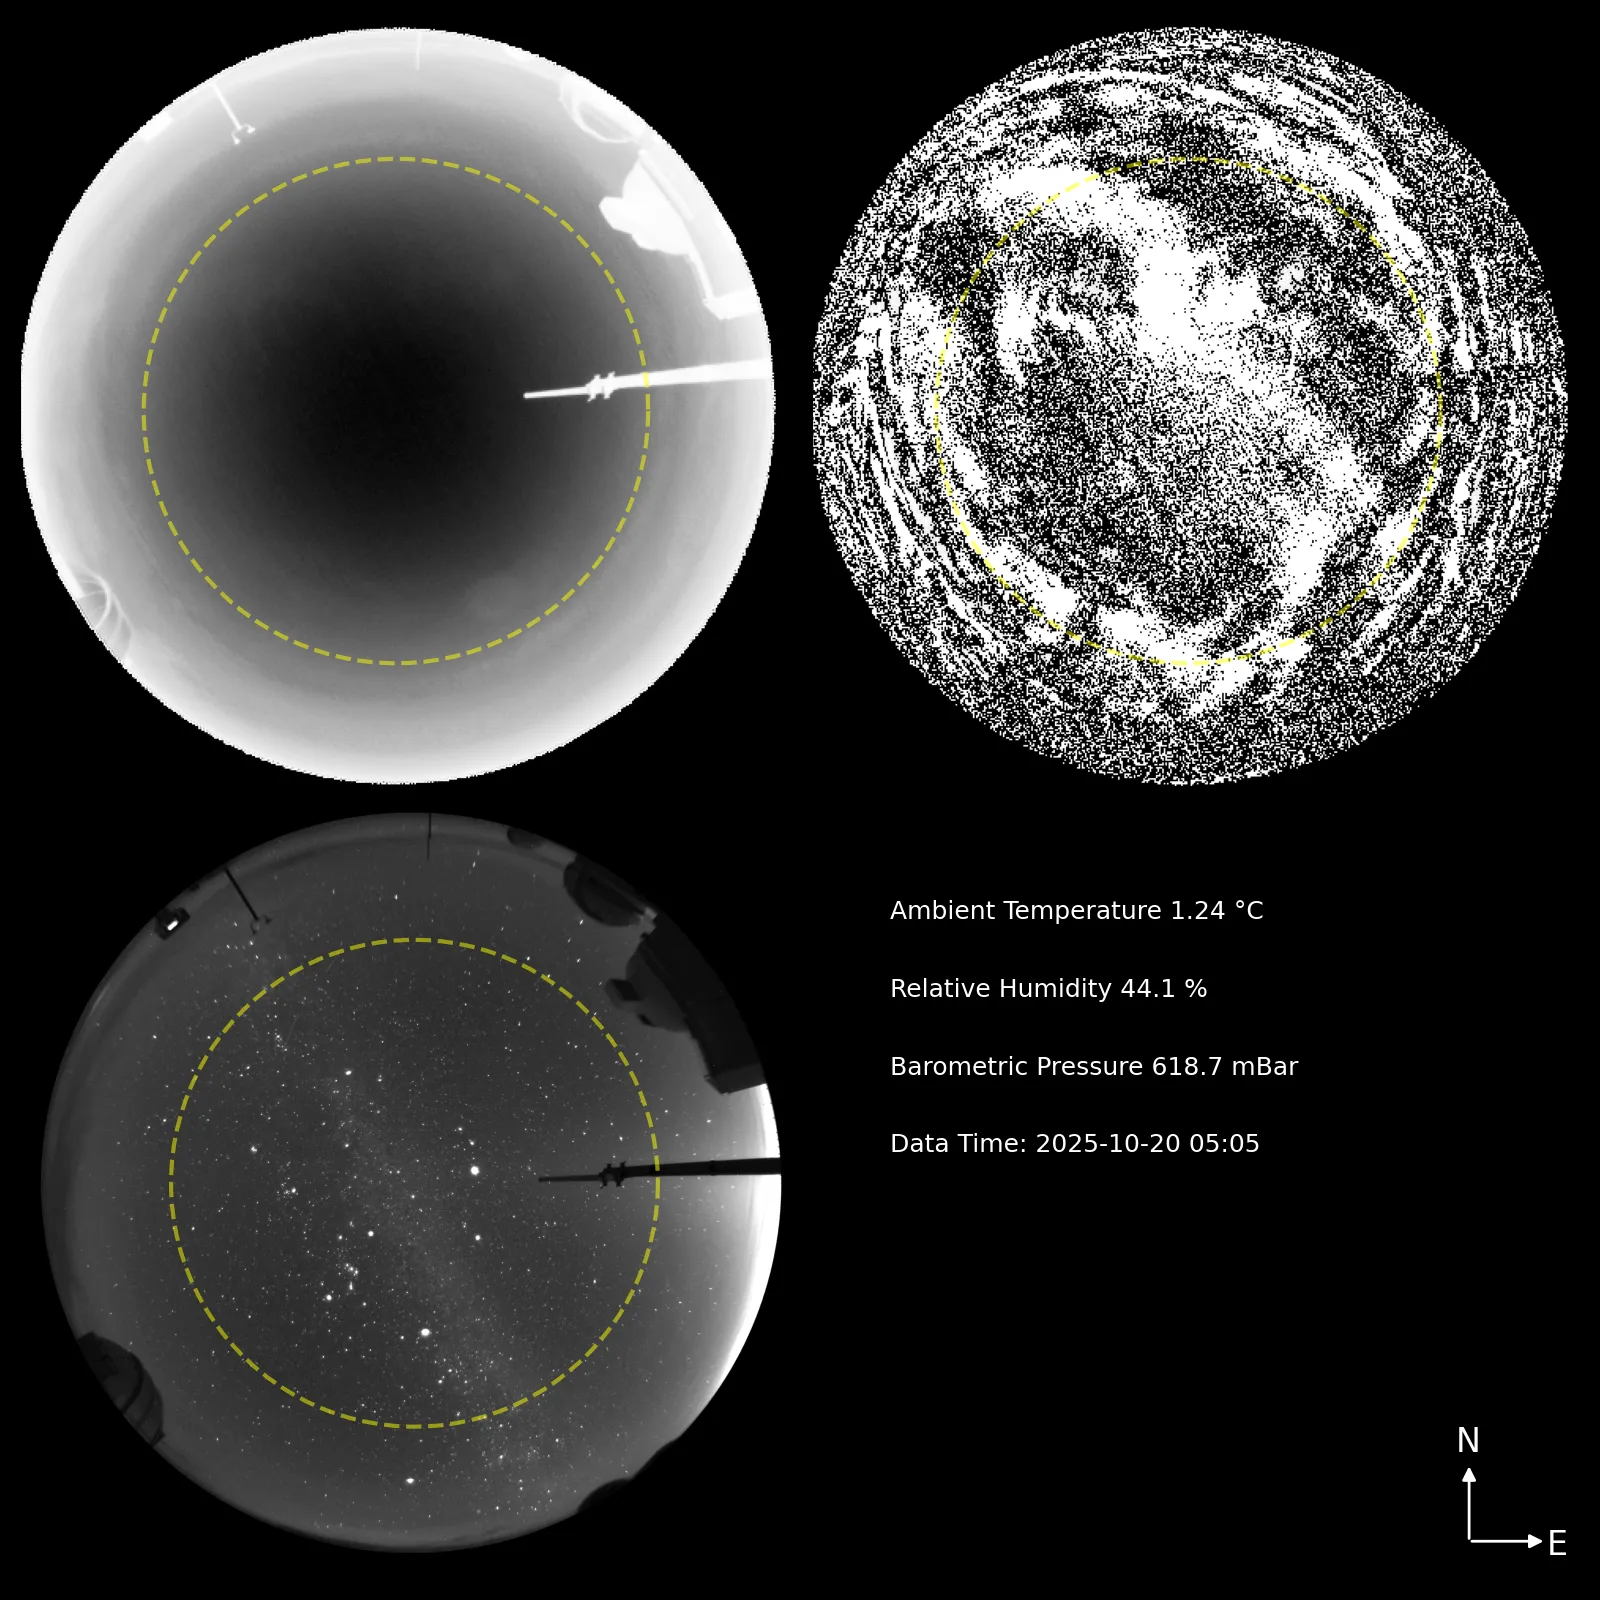 Ambient Temperature 1.24 °C
Relative Humidity 44.1 %
Barometric Pressure 618.7 mBar
Data Time: 2025-10-20 05:05
N
E